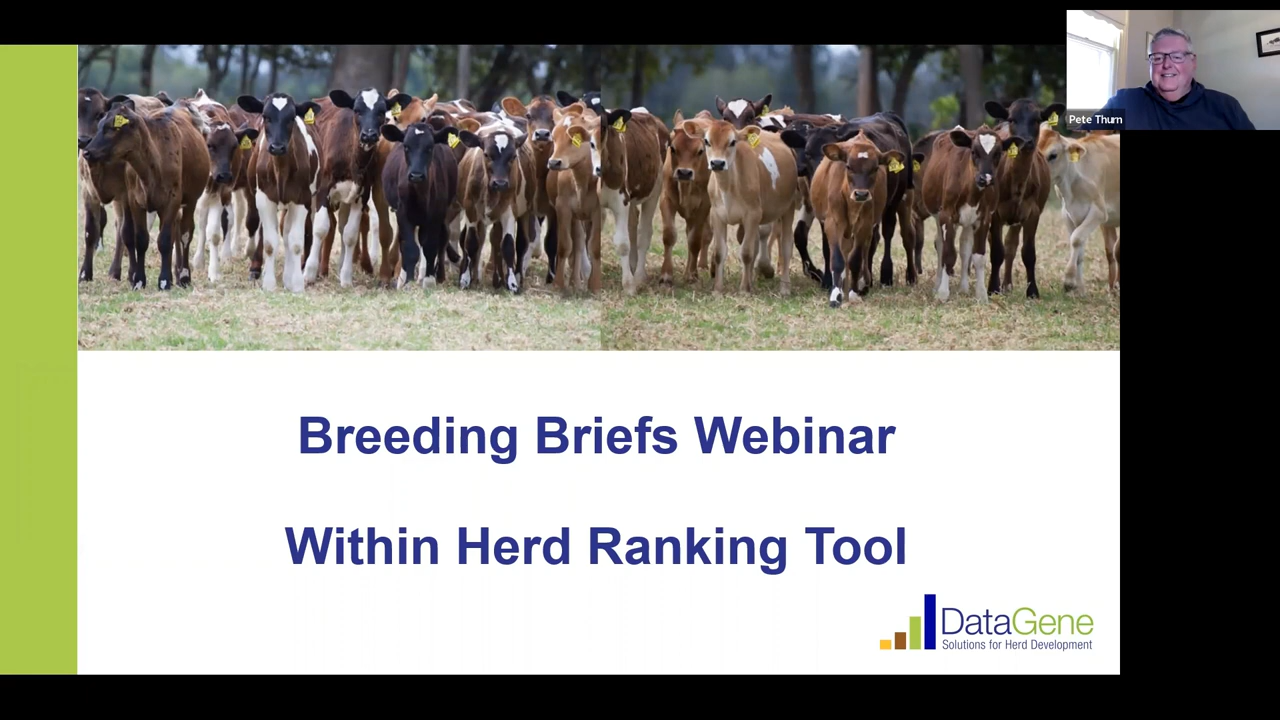 Pete Thurn
Breeding Briefs Webinar
Within Herd Ranking Tool
DataGene
Solutions for Herd Development